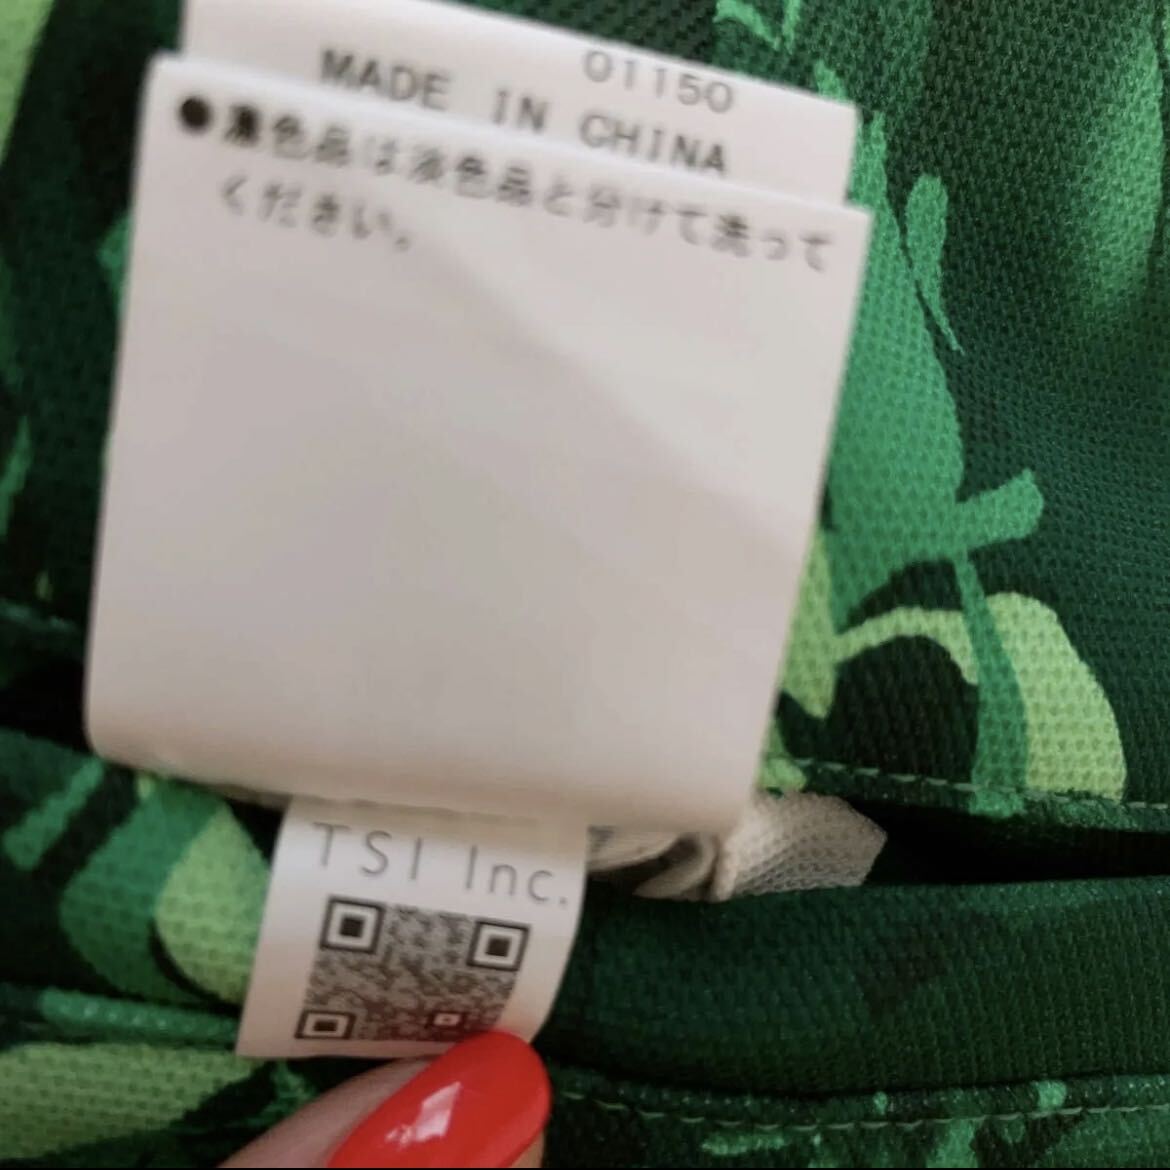 01150
MADE IN CHINA
●濃色品は淡色品と分けて洗って
ください。
TSI Inc.